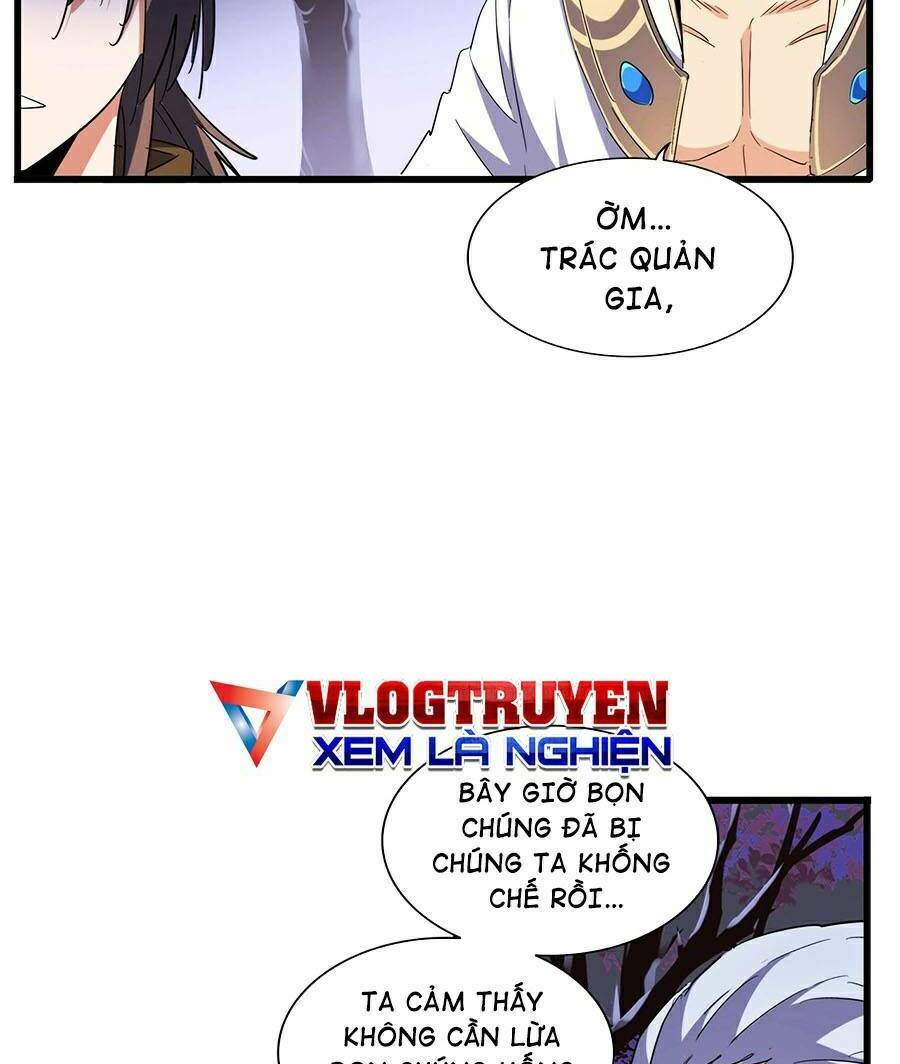 ỜM...
TRÁC QUẢN
GIA,
VLOGTRUYEN
XEM LÀ NGHIỆN
BÂY GIỜ BỌN
CHÚNG ĐÃ BỊ
CHÚNG TA KHỐNG
CHẾ RỒI...
TA CẢM THẤY
KHÔNG CẦN LỪA